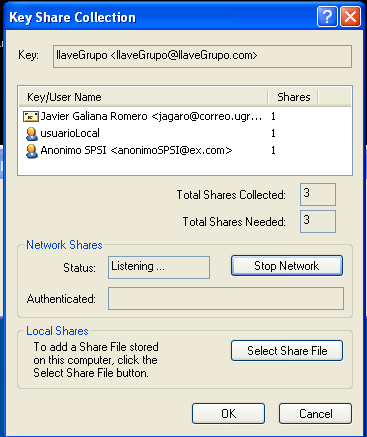 Key Share Collection
Key: llaveGrupo <llaveGrupo@llaveGrupo.com>
Key/User Name Shares
Javier Galiana Romero <jagaro@correo.ugr... 1
usuarioLocal 1
Anonimo SPSI <anonimoSPSI@ex.com> 1
Total Shares Collected: 3
Total Shares Needed: 3
Network Shares
Status: Listening ... Stop Network
Authenticated:
Local Shares
To add a Share File stored
on this computer, click the
Select Share File button.
Select Share File
OK Cancel